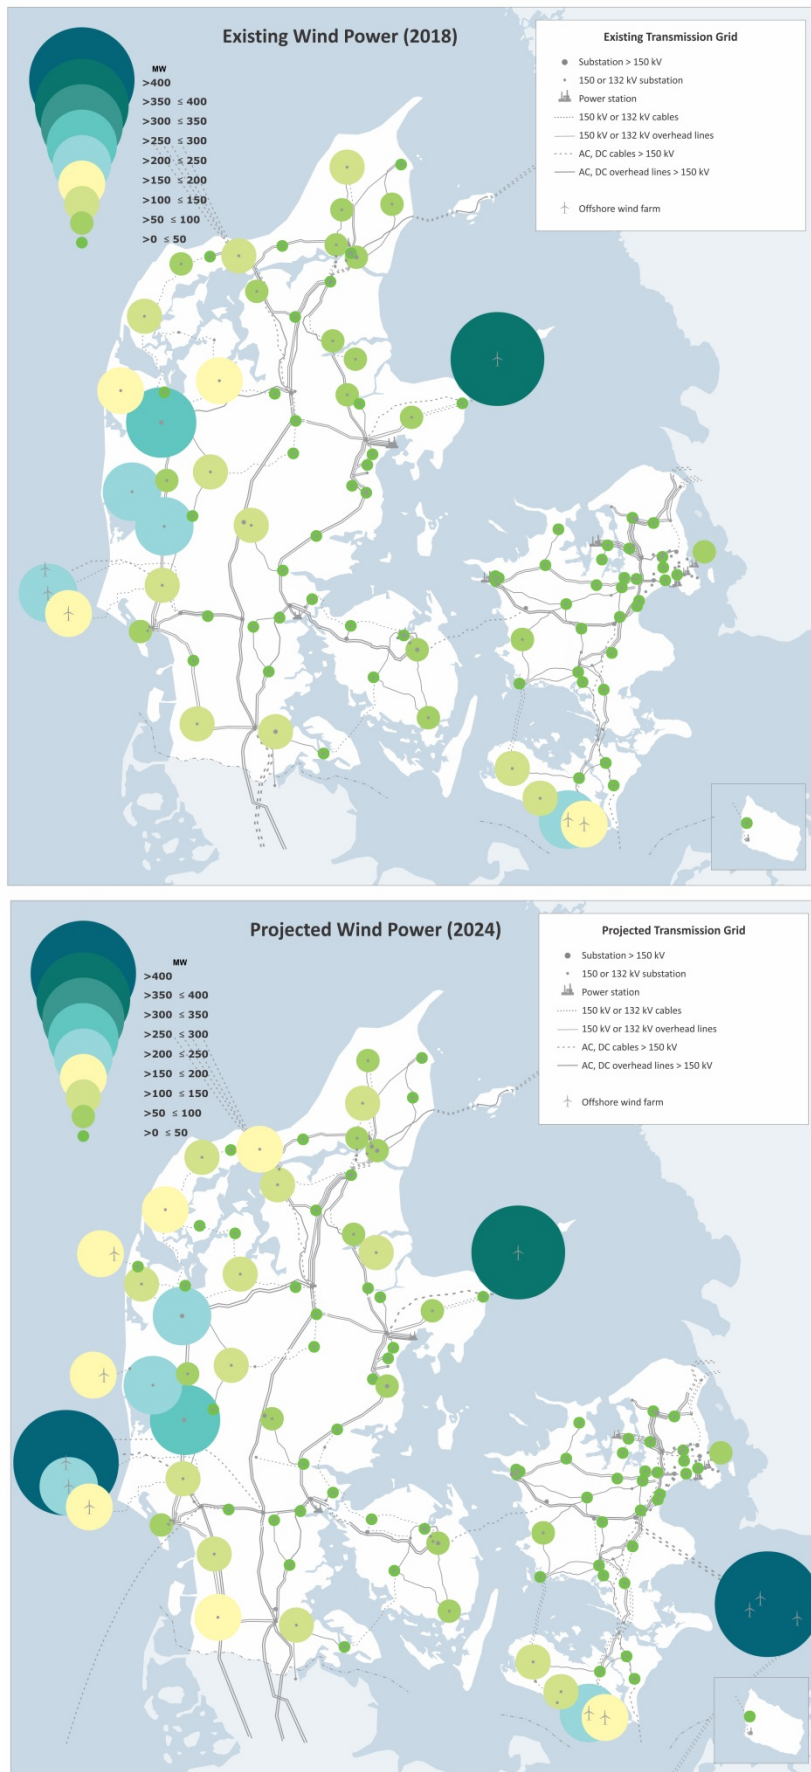 Existing Wind Power (2018)
MW
>400
>350 ≤ 400
>300 ≤ 350
>250 ≤ 300
>200 ≤ 250
>150 ≤ 200
>100 ≤ 150
>50 ≤ 100
>0 ≤ 50
Existing Transmission Grid
Substation > 150 kV
150 or 132 kV substation
Power station
150 kV or 132 kV cables
150 kV or 132 kV overhead lines
AC, DC cables > 150 kV
AC, DC overhead lines > 150 kV
Offshore wind farm
Projected Wind Power (2024)
MW
>400
>350 ≤ 400
>300 ≤ 350
>250 ≤ 300
>200 ≤ 250
>150 ≤ 200
>100 ≤ 150
>50 ≤ 100
>0 ≤ 50
Projected Transmission Grid
Substation > 150 kV
150 or 132 kV substation
Power station
150 kV or 132 kV cables
150 kV or 132 kV overhead lines
AC, DC cables > 150 kV
AC, DC overhead lines > 150 kV
Offshore wind farm